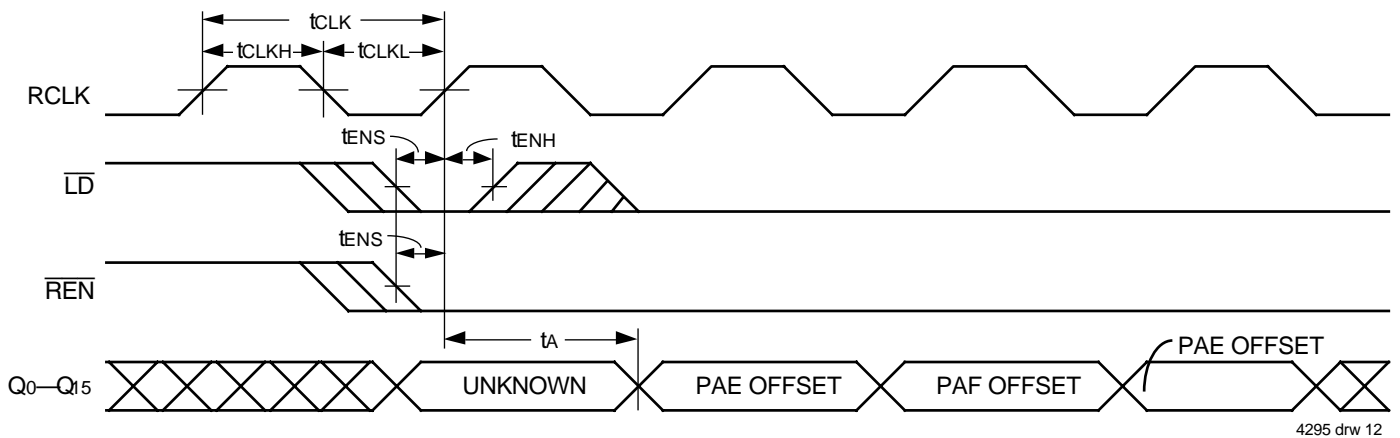 tCLK
tCLKH tCLKL
RCLK
tENS tENH
LD
tENS
REN
tA
PAE OFFSET
Q0—Q15 UNKNOWN PAE OFFSET PAF OFFSET
4295 drw 12